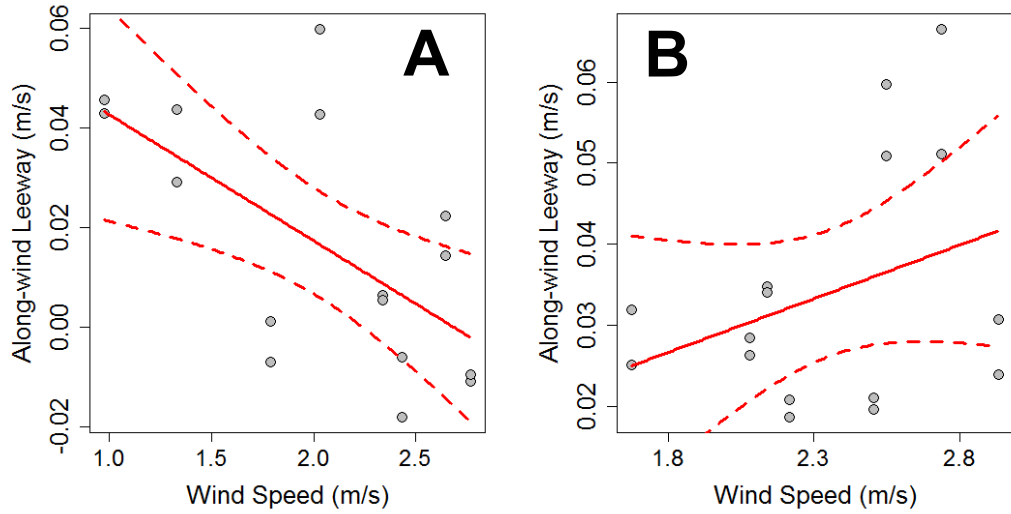 A
Along-wind Leeway (m/s)
0.06
0.04
0.02
0.00
-0.02
1.0 1.5 2.0 2.5
Wind Speed (m/s)
B
Along-wind Leeway (m/s)
0.06
0.05
0.04
0.03
0.02
1.8 2.3 2.8
Wind Speed (m/s)